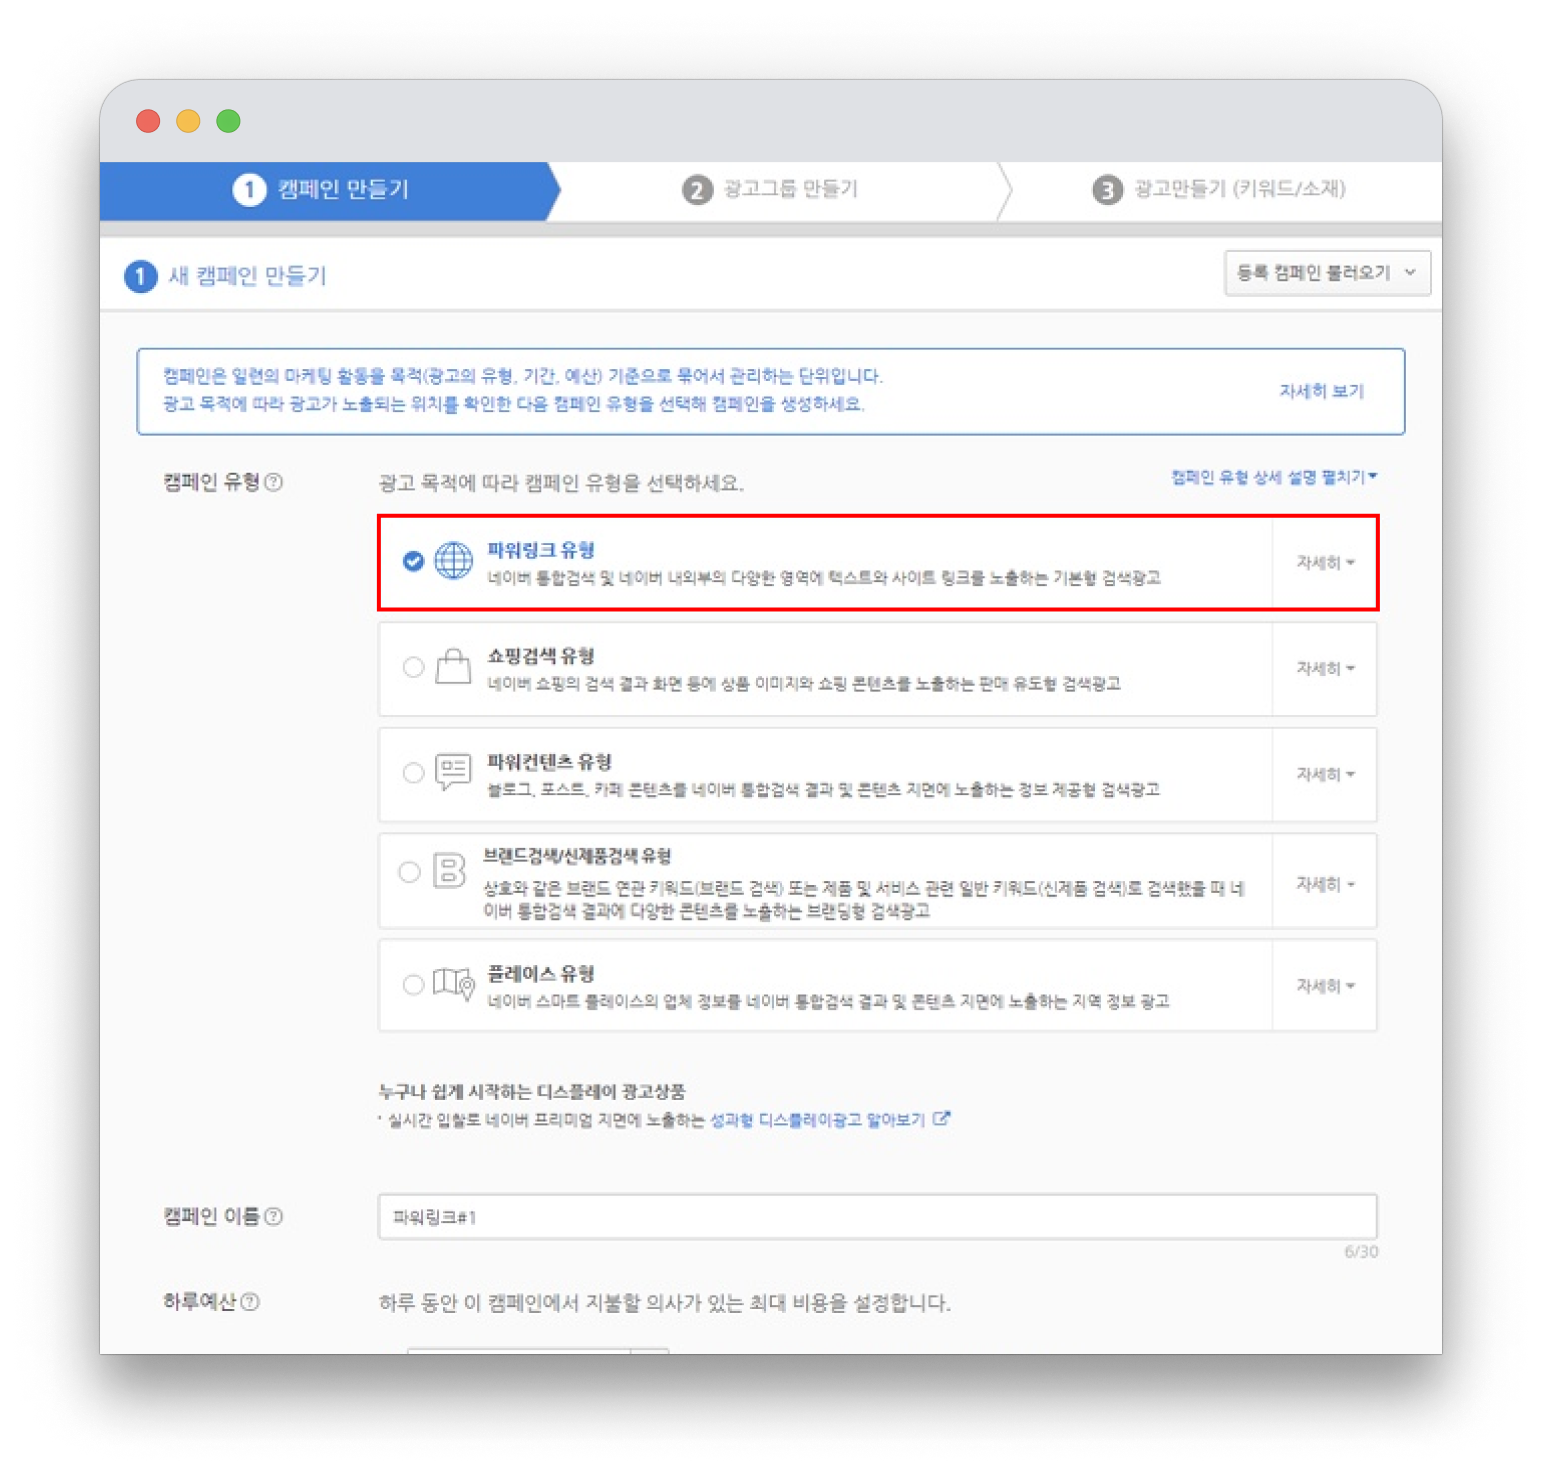 1 캠페인 만들기
2 광고그룹 만들기
3 광고만들기 (키워드/소재)
1 새 캠페인 만들기
등록 캠페인 불러오기
캠페인은 일련의 마케팅 활동을 목적(광고의 유형, 기간, 예산) 기준으로 묶어서 관리하는 단위입니다.
광고 목적에 따라 광고가 노출되는 위치를 확인한 다음 캠페인 유형을 선택해 캠페인을 생성하세요.
자세히 보기
캠페인 유형 ?
광고 목적에 따라 캠페인 유형을 선택하세요.
캠페인 유형 상세 설명 펼치기
파워링크 유형
네이버 통합검색 및 네이버 내외부의 다양한 영역에 텍스트와 사이트 링크를 노출하는 기본형 검색광고
자세히
쇼핑검색 유형
네이버 쇼핑의 검색 결과 화면 등에 상품 이미지와 쇼핑 콘텐츠를 노출하는 판매 유도형 검색광고
자세히
파워컨텐츠 유형
블로그, 포스트, 카페 콘텐츠를 네이버 통합검색 결과 및 콘텐츠 지면에 노출하는 정보 제공형 검색광고
자세히
브랜드검색/신제품검색 유형
상호와 같은 브랜드 연관 키워드(브랜드 검색) 또는 제품 및 서비스 관련 일반 키워드(신제품 검색)로 검색했을 때 네
이버 통합검색 결과에 다양한 콘텐츠를 노출하는 브랜딩형 검색광고
자세히
플레이스 유형
네이버 스마트 플레이스의 업체 정보를 네이버 통합검색 결과 및 콘텐츠 지면에 노출하는 지역 정보 광고
자세히
누구나 쉽게 시작하는 디스플레이 광고상품
· 실시간 입찰로 네이버 프리미엄 지면에 노출하는 성과형 디스플레이광고 알아보기
캠페인 이름 ?
파워링크#1
6/30
하루예산 ?
하루 동안 이 캠페인에서 지불할 의사가 있는 최대 비용을 설정합니다.